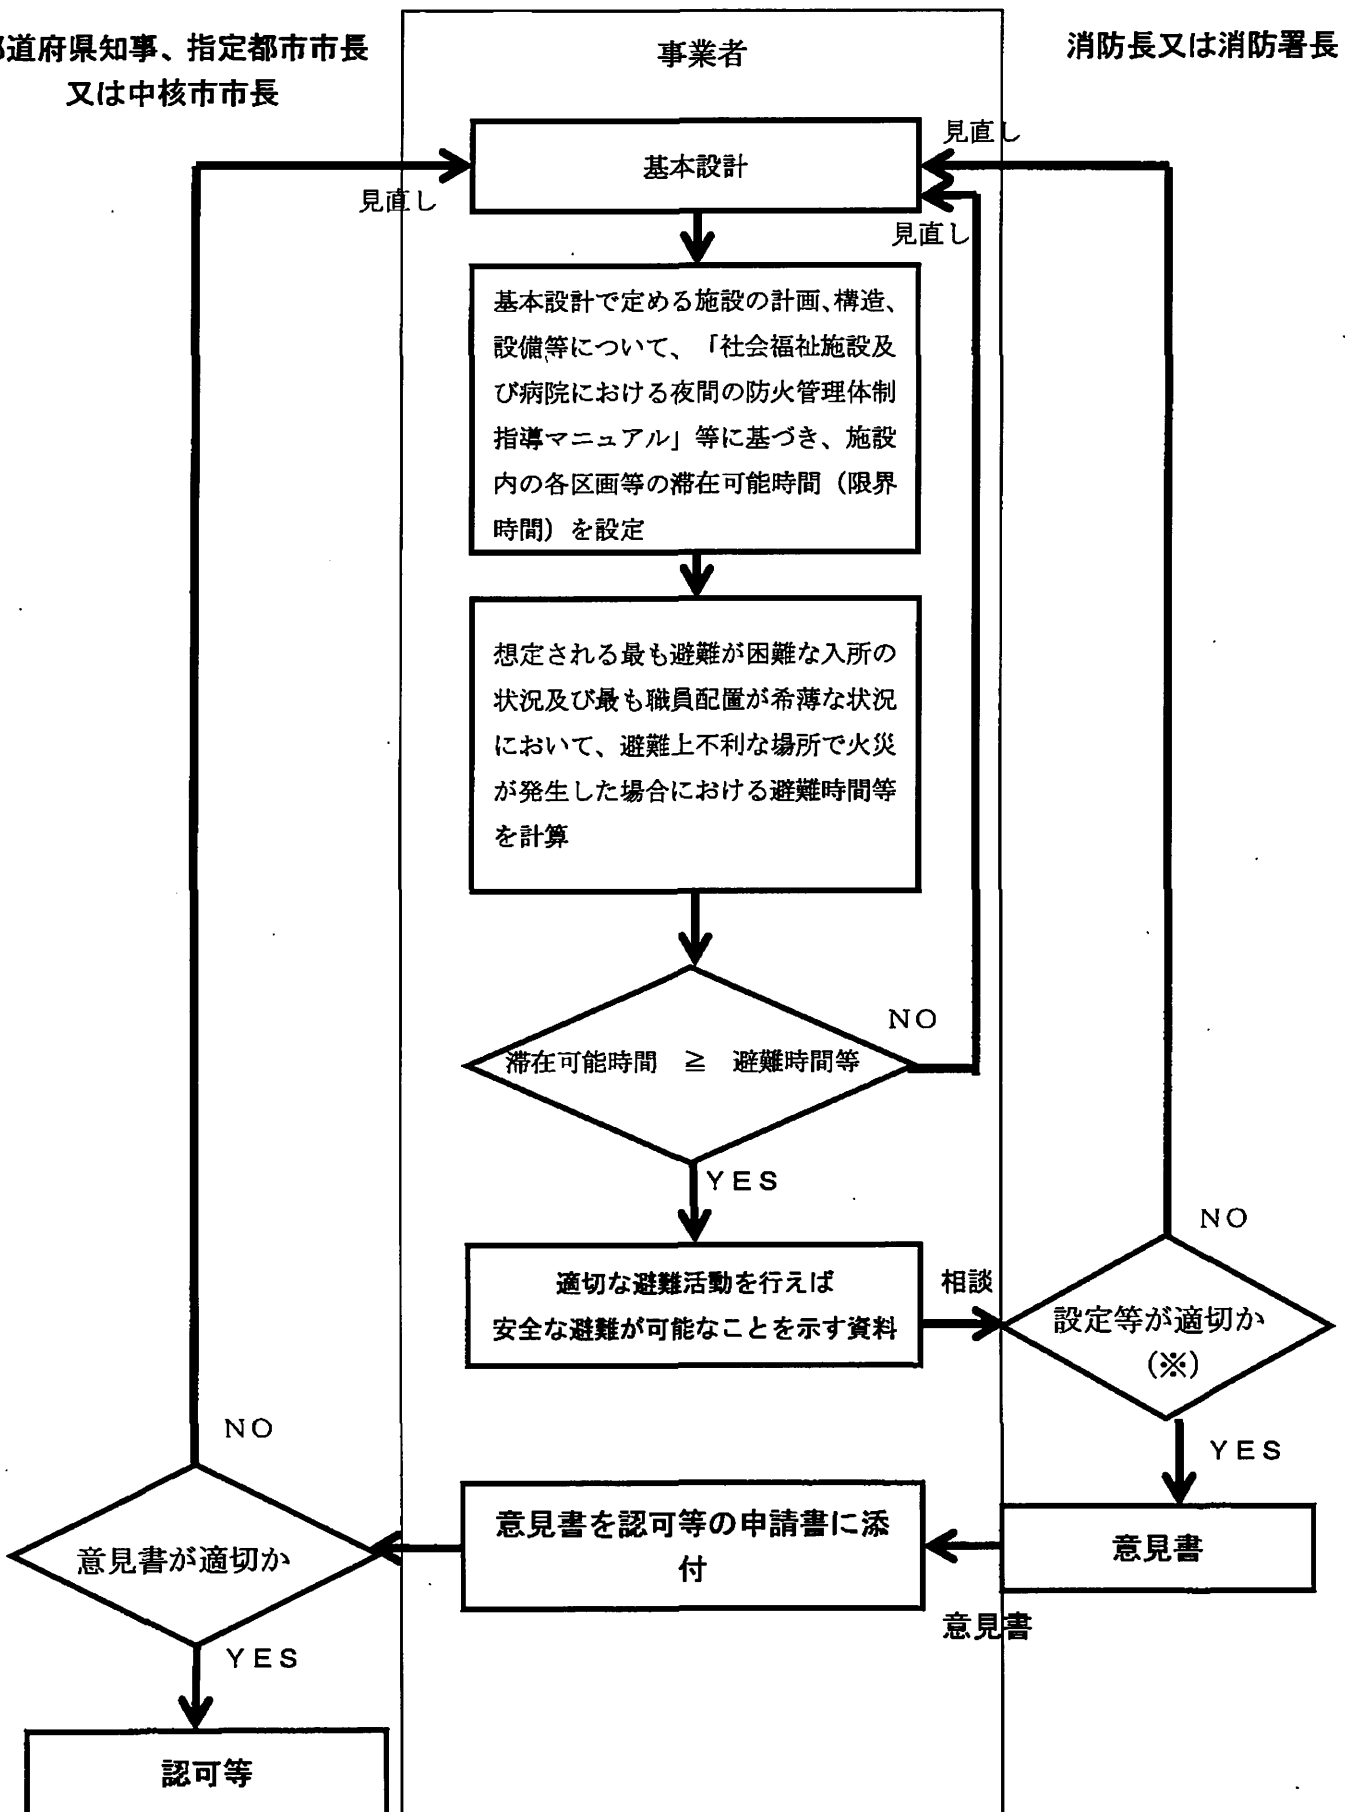 道府県知事、指定都市市長
又は中核市市長
事業者
消防長又は消防署長
基本設計
見直し
見直し
見直し
基本設計で定める施設の計画、構造、
設備等について、「社会福祉施設及
び病院における夜間の防火管理体制
指導マニュアル」等に基づき、施設
内の各区画等の滞在可能時間（限界
時間）を設定
想定される最も避難が困難な入所の
状況及び最も職員配置が希薄な状況
において、避難上不利な場所で火災
が発生した場合における避難時間等
を計算
滞在可能時間 ≧ 避難時間等
NO
YES
適切な避難活動を行えば
安全な避難が可能なことを示す資料
相談
設定等が適切か
(※)
NO
YES
意見書
意見書
意見書を認可等の申請書に添
付
意見書が適切か
NO
YES
認可等